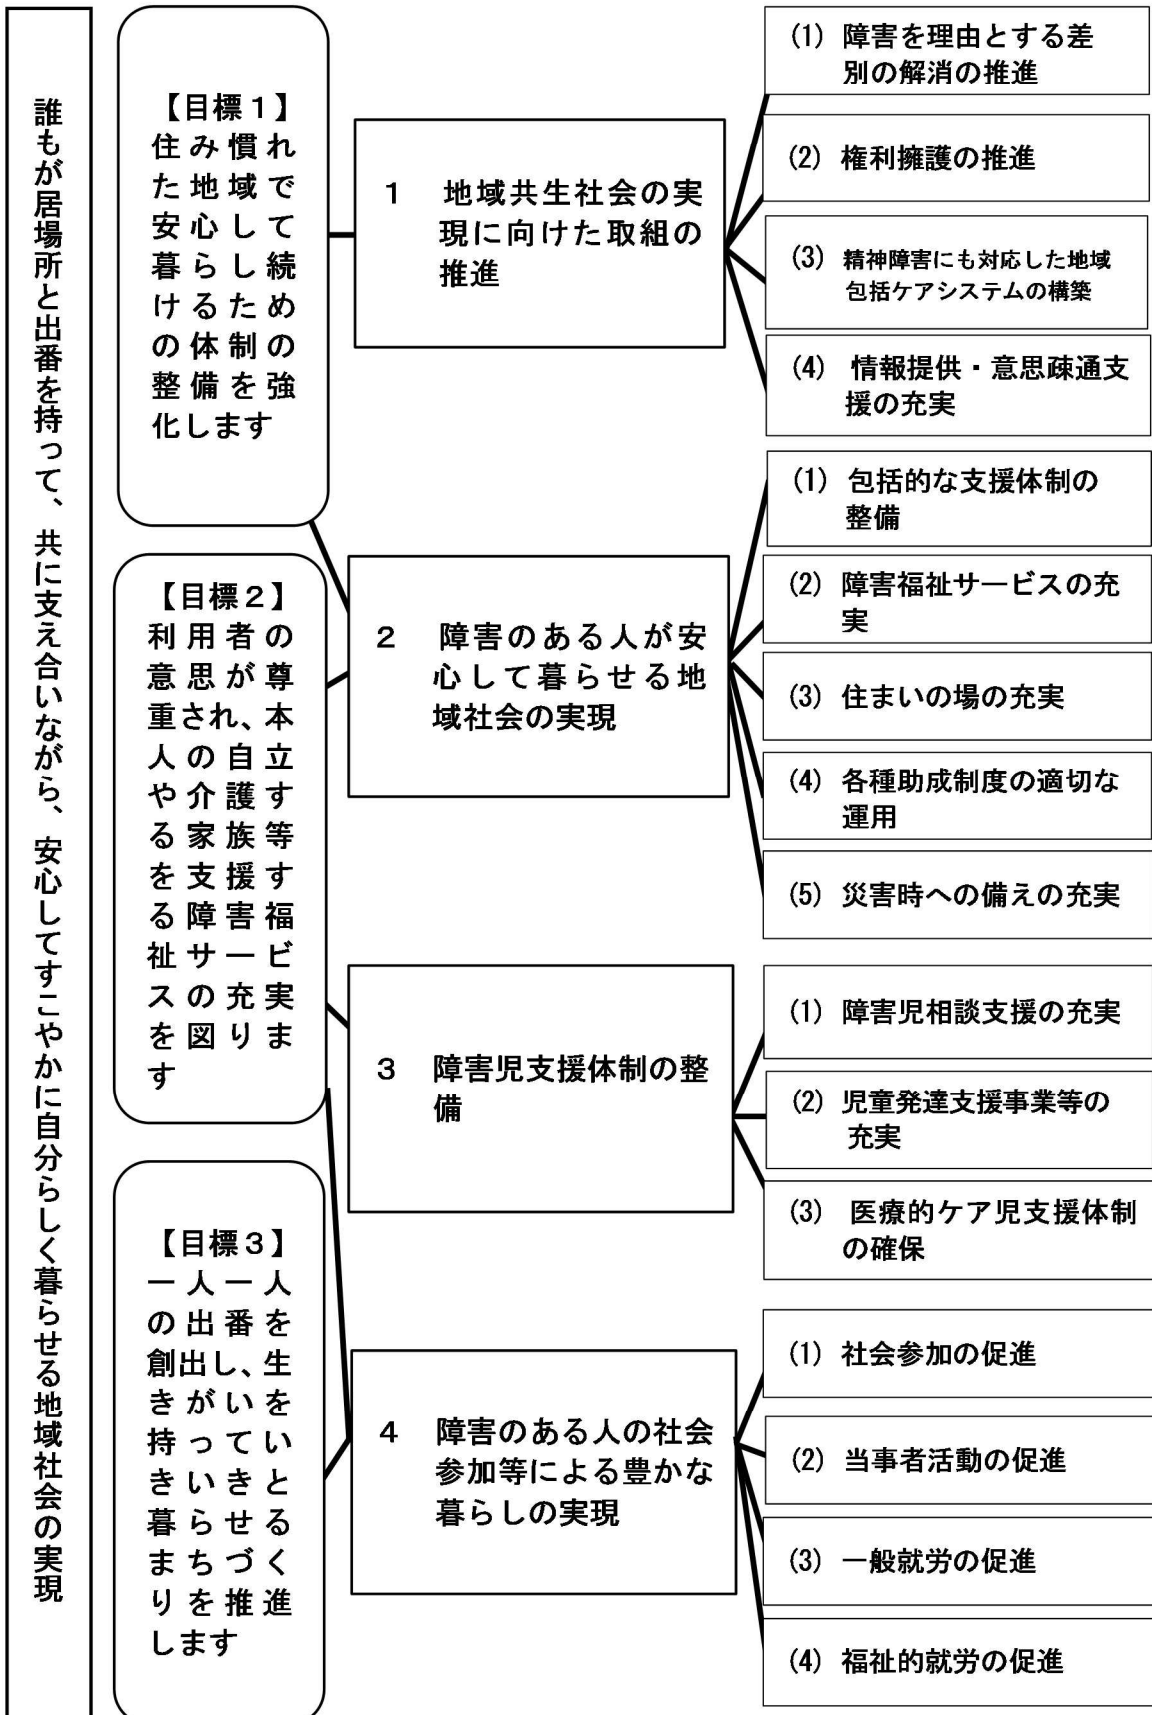 誰もが居場所と出番を持って、共に支え合いながら、安心してすこやかに自分らしく暮らせる地域社会の実現
【目標１】
住み慣れ
た地域で
安心して
暮らし続
けるため
の体制の
整備を強
化します
【目標２】
利用者の
意思が尊
重され、本
人の自立
や介護す
る家族等
を支援す
る障害福
祉サービ
スの充実
を図りま
す
【目標３】
一人一人
の出番を
創出し、生
きがいを
持ってい
きいきと
暮らせる
まちづく
りを推進
します
１　地域共生社会の実
現に向けた取組の
推進
(1) 障害を理由とする差
別の解消の推進
(2) 権利擁護の推進
(3) 精神障害にも対応した地域
包括ケアシステムの構築
(4) 情報提供・意思疎通支
援の充実
２　障害のある人が安
心して暮らせる地
域社会の実現
(1) 包括的な支援体制の
整備
(2) 障害福祉サービスの充
実
(3) 住まいの場の充実
(4) 各種助成制度の適切な
運用
(5) 災害時への備えの充実
３　障害児支援体制の整
備
(1) 障害児相談支援の充実
(2) 児童発達支援事業等の
充実
(3) 医療的ケア児支援体制
の確保
４　障害のある人の社会
参加等による豊かな
暮らしの実現
(1) 社会参加の促進
(2) 当事者活動の促進
(3) 一般就労の促進
(4) 福祉的就労の促進